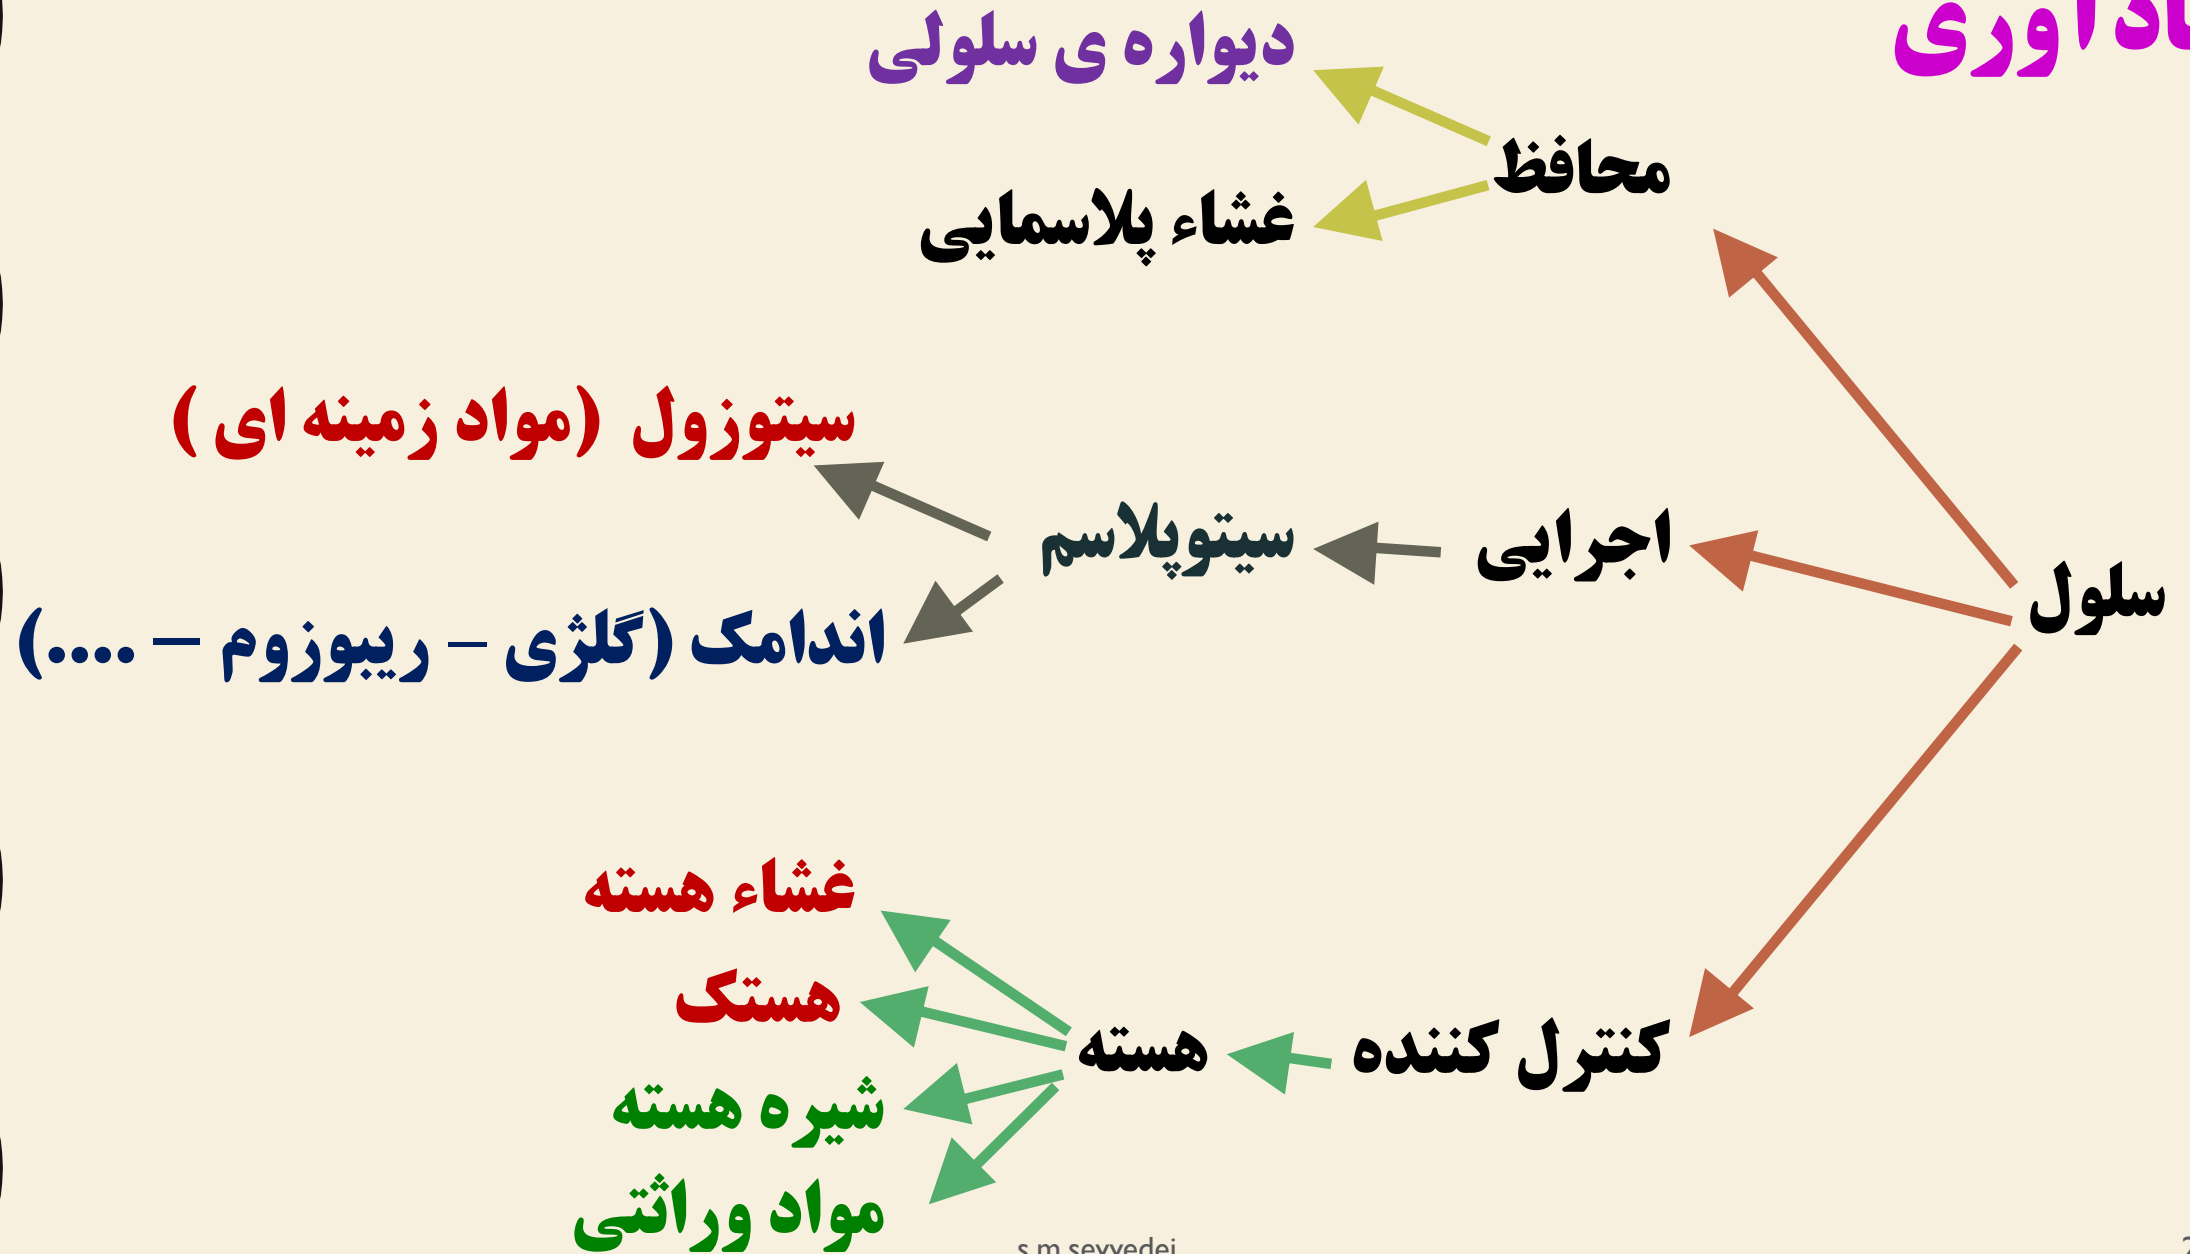 دیواره ی سلولی
محافظ
غشاء پلاسمایی
سیتوزول (مواد زمینه ای )
سیتوپلاسم
اجرایی
سلول
اندامک (گلژی – ریبوزوم – ....)
غشاء هسته
هستک
هسته
کنترل کننده
شیره هسته
مواد وراثتی
s.m.seyyedei